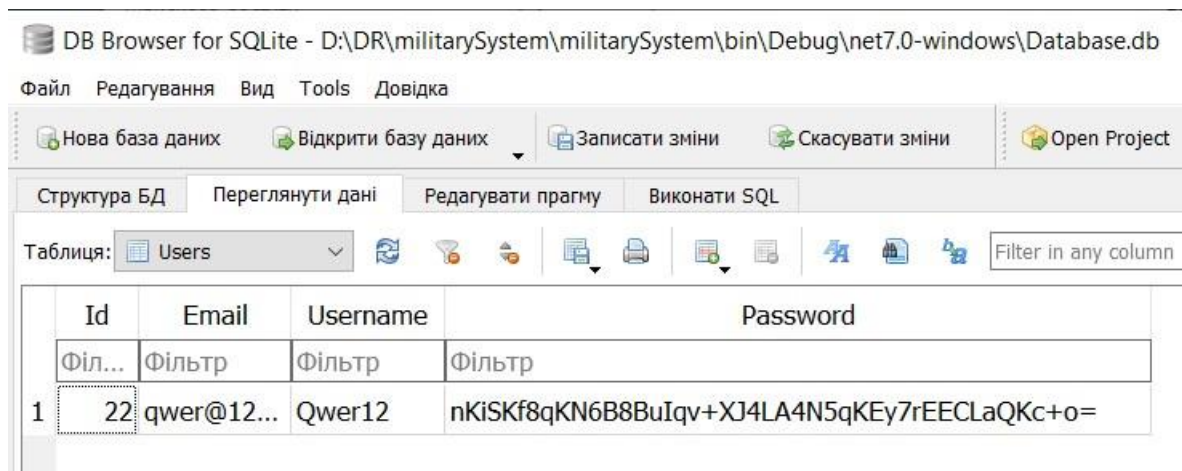 DB Browser for SQLite - D:\DR\militarySystem\militarySystem\bin\Debug\net7.0-windows\Database.db
Файл Редагування Вид Tools Довідка
Нова база даних Відкрити базу даних Записати зміни Скасувати зміни Open Project
Структура БД Переглянути дані Редагувати прагму Виконати SQL
Таблиця: Users Filter in any column
Id Email Username Password
Філ... Фільтр Фільтр Фільтр
1 22 qwer@12... Qwer12 nKiSKf8qKN6B8BuIqv+XJ4LA4N5qKEy7rEECLaQKc+o=